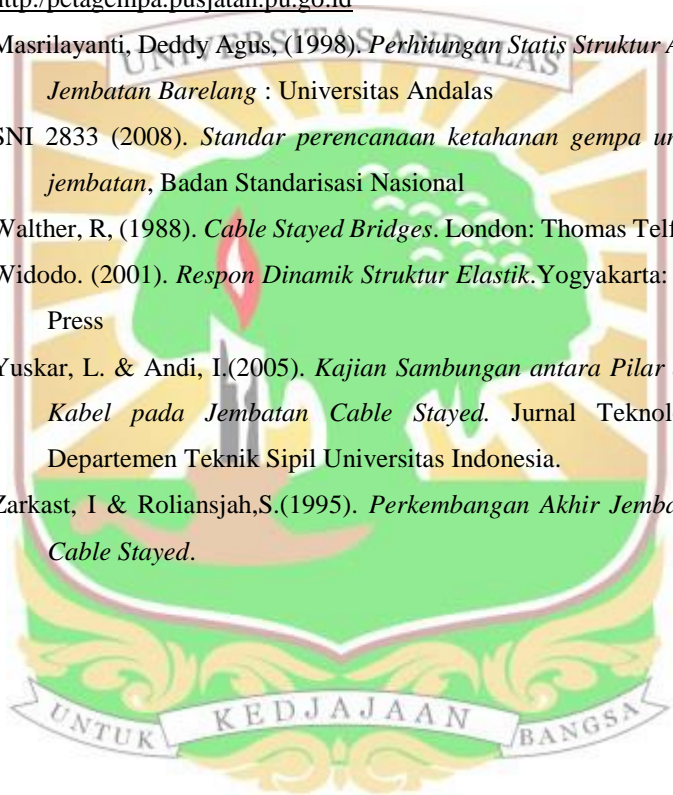 http:/petagempa.pusjatan.pu.go.id
Masrilayanti, Deddy Agus, (1998). Perhitungan Statis Struktur
UNIVERSITAS ANDALAS
Jembatan Barelang : Universitas Andalas
SNI 2833 (2008). Standar perencanaan ketahanan gempa
jembatan, Badan Standarisasi Nasional
Walther, R, (1988). Cable Stayed Bridges. London: Thomas
Widodo. (2001). Respon Dinamik Struktur Elastik.Yogyakarta:
Press
Yuskar, L. & Andi, I.(2005). Kajian Sambungan antara Pilar
Kabel pada Jembatan Cable Stayed. Jurnal
Departemen Teknik Sipil Universitas Indonesia.
Zarkast, I & Roliansjah,S.(1995). Perkembangan Akhir
Cable Stayed.
UNTUK KEDJAJAAN BANGSA